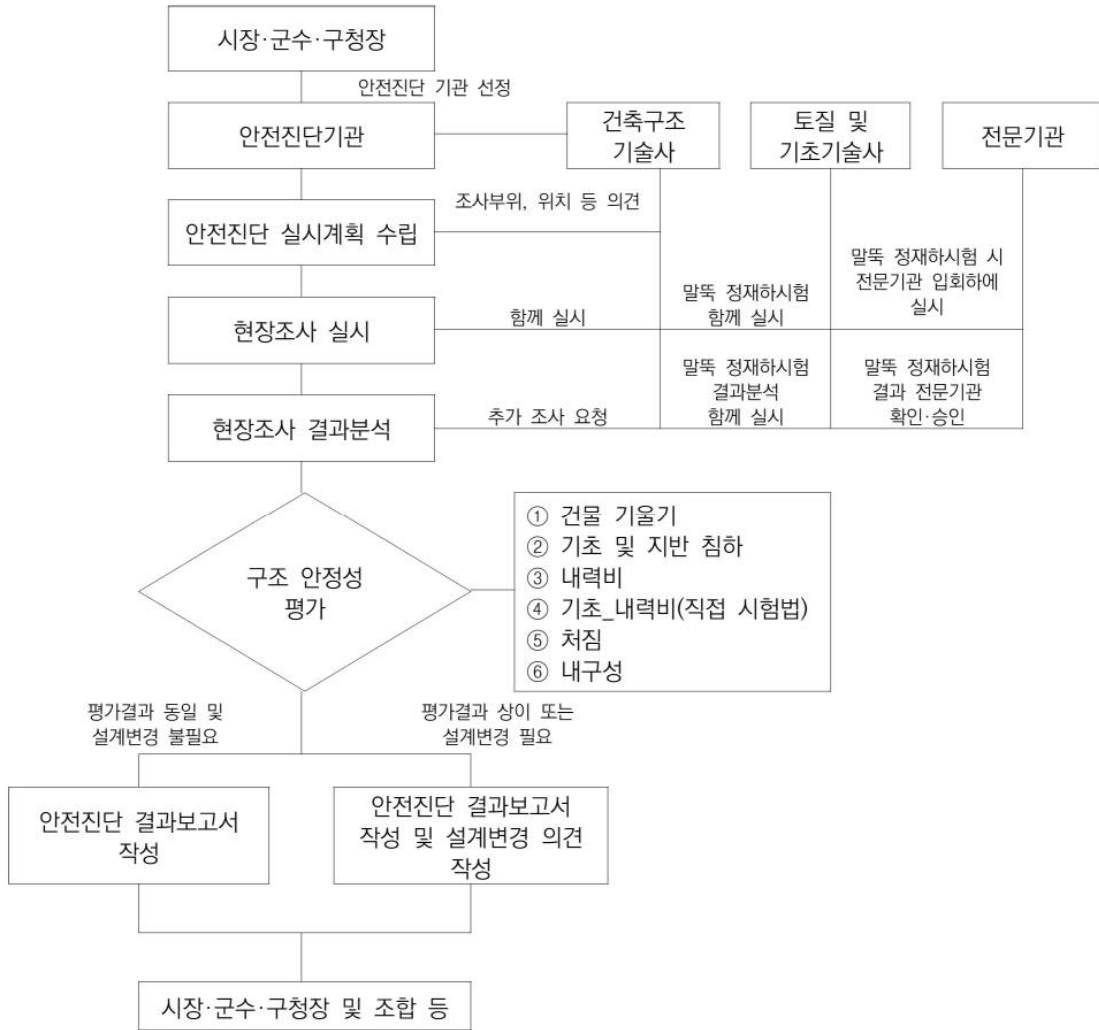 시장·군수·구청장
안전진단 기관 선정
안전진단기관
건축구조
기술사
토질 및
기초기술사
전문기관
조사부위, 위치 등 의견
안전진단 실시계획 수립
말뚝 정재하시험 시
전문기관 입회하에
실시
현장조사 실시
함께 실시
말뚝 정재하시험
함께 실시
현장조사 결과분석
추가 조사 요청
말뚝 정재하시험
결과분석
함께 실시
말뚝 정재하시험
결과 전문기관
확인·승인
구조 안정성
평가
① 건물 기울기
② 기초 및 지반 침하
③ 내력비
④ 기초_내력비(직접 시험법)
⑤ 처짐
⑥ 내구성
평가결과 동일 및
설계변경 불필요
평가결과 상이 또는
설계변경 필요
안전진단 결과보고서
작성
안전진단 결과보고서
작성 및 설계변경 의견
작성
시장·군수·구청장 및 조합 등